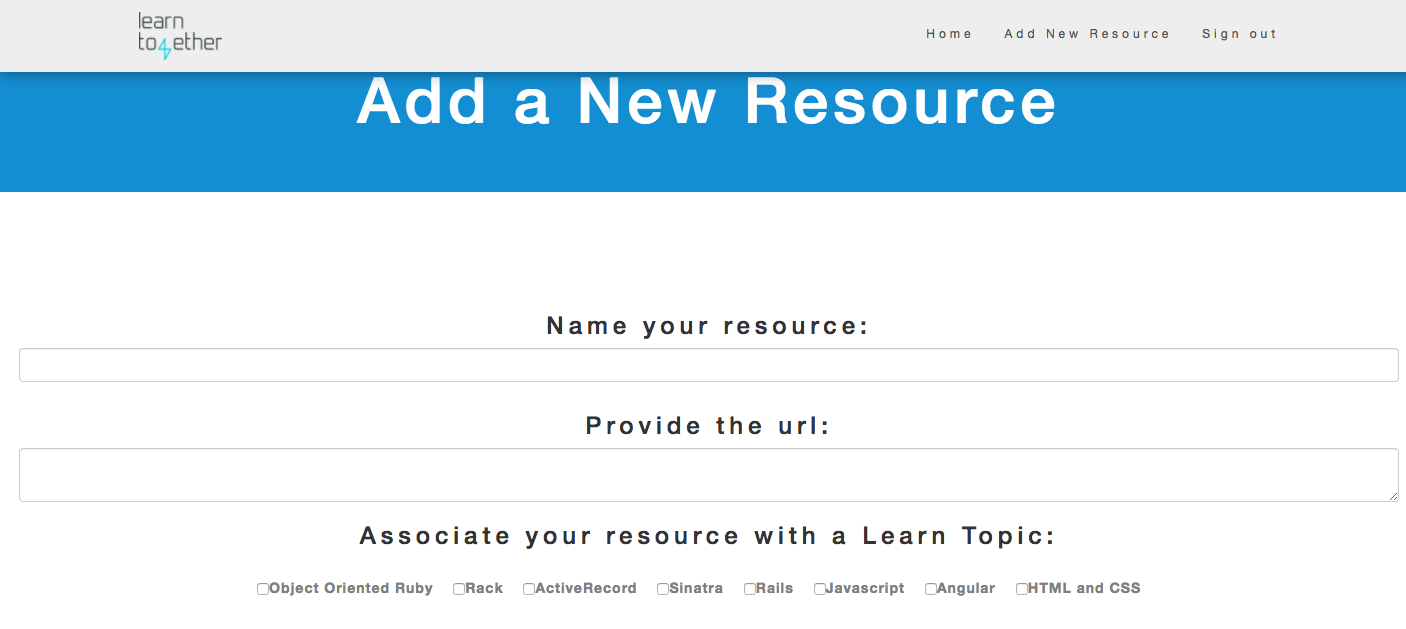 learn
to4ether
Home Add New Resource Sign out
Add a New Resource
Name your resource:
Provide the url:
Associate your resource with a Learn Topic:
Object Oriented Ruby Rack ActiveRecord Sinatra Rails Javascript Angular HTML and CSS